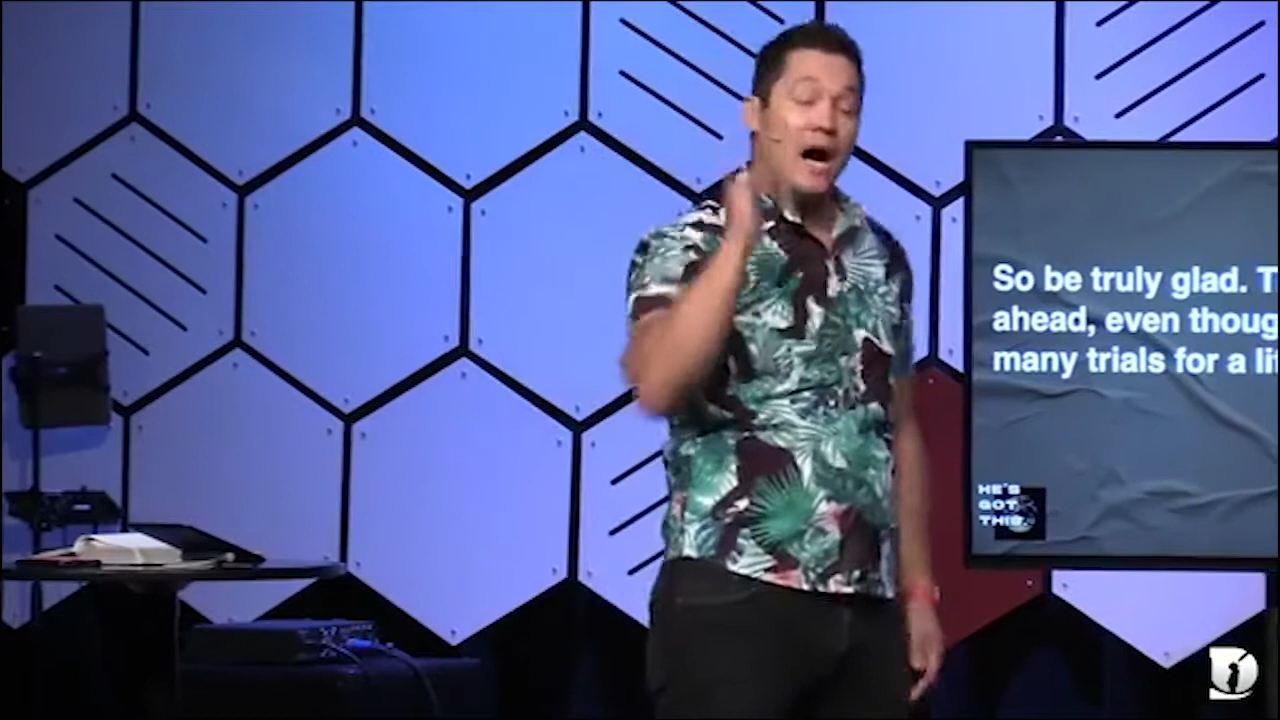 So be truly glad. T
ahead, even thoug
many trials for a li
HE'S
GOT
THIS.